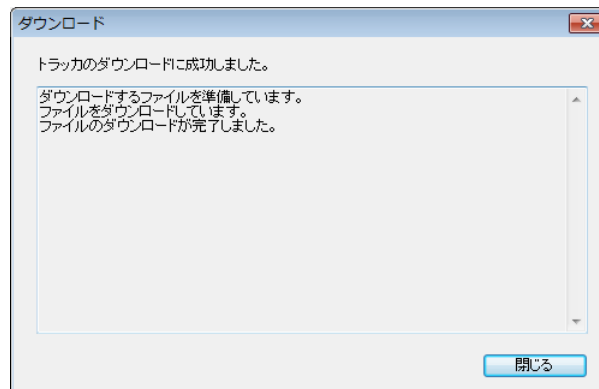 ダウンロード
トラッカのダウンロードに成功しました。
ダウンロードするファイルを準備しています。
ファイルをダウンロードしています。
ファイルのダウンロードが完了しました。
閉じる